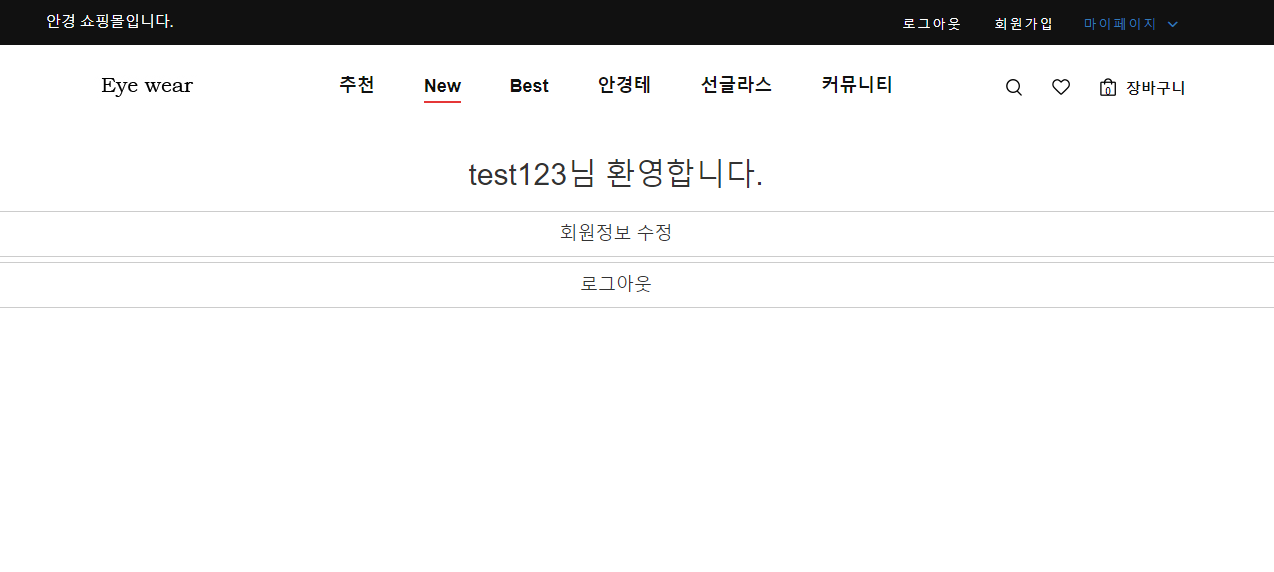 안경 쇼핑몰입니다.
로그아웃 회원가입 마이페이지
Eye wear 추천 New Best 안경테 선글라스 커뮤니티 0 장바구니
test123님 환영합니다.
회원정보 수정
로그아웃